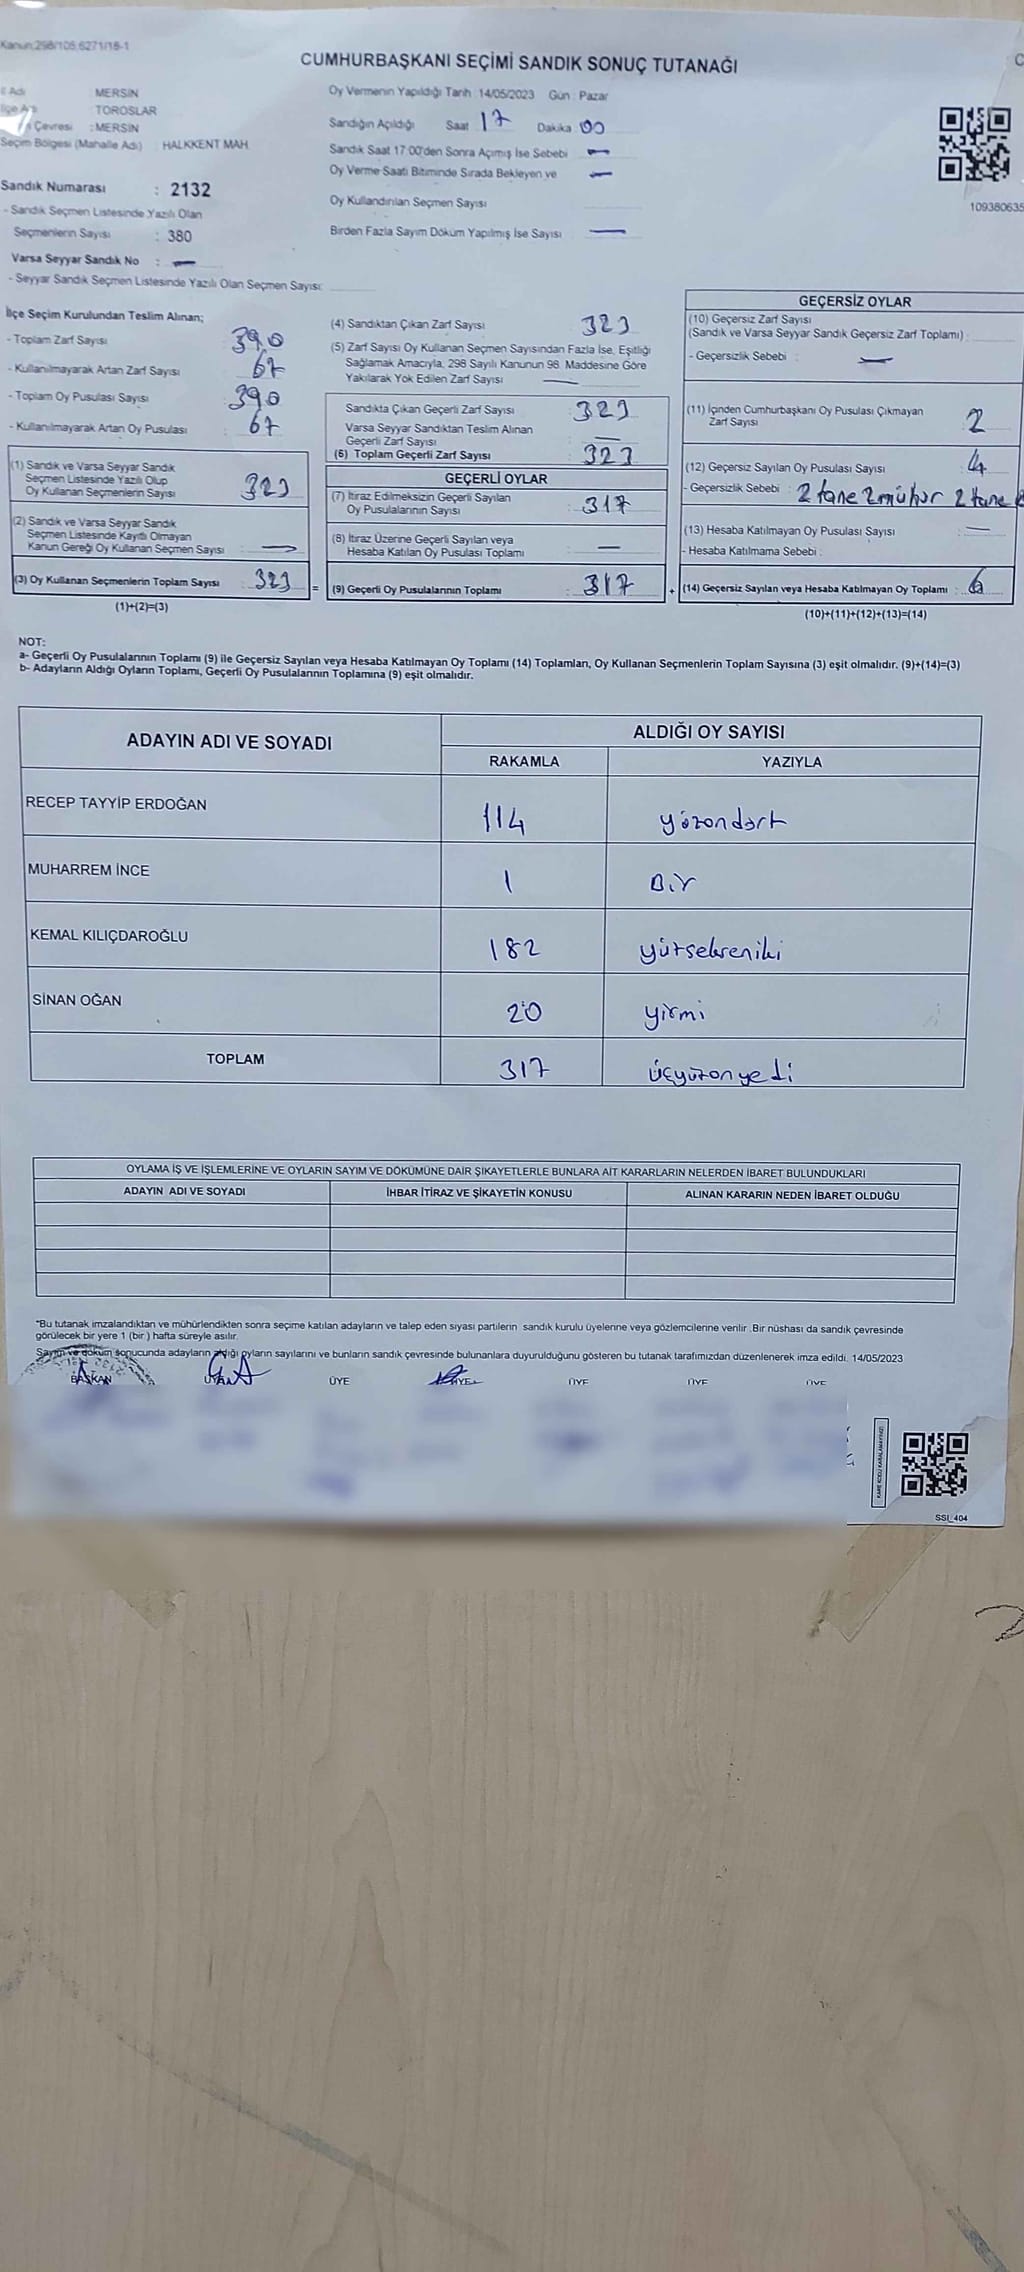 Kanun;298/105,6271/18-1
CUMHURBAŞKANI SEÇİMİ SANDIK SONUÇ TUTANAĞI
İl Adı MERSİN
İlçe Adı : TOROSLAR
Çevresi : MERSİN
Seçim Bölgesi (Mahalle Adı) : HALKKENT MAH.
Sandık Numarası : 2132
- Sandık Seçmen Listesinde Yazılı Olan
Seçmenlerin Sayısı : 380
Varsa Seyyar Sandık No : —
- Seyyar Sandık Seçmen Listesinde Yazılı Olan Seçmen Sayısı:
Oy Vermenin Yapıldığı Tarih : 14/05/2023 Gün : Pazar
Sandığın Açıldığı Saat 17 Dakika : 00
Sandık Saat 17:00'den Sonra Açımış İse Sebebi : —
Oy Verme Saati Bitiminde Sırada Bekleyen ve —
Oy Kullandırılan Seçmen Sayısı
Birden Fazla Sayım Döküm Yapılmış İse Sayısı : —
109380635
İlçe Seçim Kurulundan Teslim Alınan;
- Toplam Zarf Sayısı 390
- Kullanılmayarak Artan Zarf Sayısı : 67
- Toplam Oy Pusulası Sayısı : 390
- Kullanılmayarak Artan Oy Pusulası : 67
(1) Sandık ve Varsa Seyyar Sandık
Seçmen Listesinde Yazılı Olup
Oy Kullanan Seçmenlerin Sayısı 323
(2) Sandık ve Varsa Seyyar Sandık
Seçmen Listesinde Kayıtlı Olmayan
Kanun Gereği Oy Kullanan Seçmen Sayısı : —
(3) Oy Kullanan Seçmenlerin Toplam Sayısı : 323 =
(1)+(2)=(3)
(4) Sandıktan Çıkan Zarf Sayısı : 323
(5) Zarf Sayısı Oy Kullanan Seçmen Sayısından Fazla İse, Eşitliği
Sağlamak Amacıyla, 298 Sayılı Kanunun 98. Maddesine Göre
Yakılarak Yok Edilen Zarf Sayısı : —
Sandıkta Çıkan Geçerli Zarf Sayısı : 323
Varsa Seyyar Sandıktan Teslim Alınan
Geçerli Zarf Sayısı : —
(6) Toplam Geçerli Zarf Sayısı : 323
GEÇERLİ OYLAR
(7) İtiraz Edilmeksizin Geçerli Sayılan
Oy Pusulalarının Sayısı : 317
(8) İtiraz Üzerine Geçerli Sayılan veya
Hesaba Katılan Oy Pusulası Toplamı : —
(9) Geçerli Oy Pusulalarının Toplamı : 317 +
GEÇERSİZ OYLAR
(10) Geçersiz Zarf Sayısı
(Sandık ve Varsa Seyyar Sandık Geçersiz Zarf Toplamı) :
- Geçersizlik Sebebi : —
(11) İçinden Cumhurbaşkanı Oy Pusulası Çıkmayan
Zarf Sayısı : 2
(12) Geçersiz Sayılan Oy Pusulası Sayısı : 4
- Geçersizlik Sebebi : 2 tane 2 mühür 2 tane
(13) Hesaba Katılmayan Oy Pusulası Sayısı : —
- Hesaba Katılmama Sebebi :
(14) Geçersiz Sayılan veya Hesaba Katılmayan Oy Toplamı : 6
(10)+(11)+(12)+(13)=(14)
NOT:
a- Geçerli Oy Pusulalarının Toplamı (9) ile Geçersiz Sayılan veya Hesaba Katılmayan Oy Toplamı (14) Toplamları, Oy Kullanan Seçmenlerin Toplam Sayısına (3) eşit olmalıdır. (9)+(14)=(3)
b- Adayların Aldığı Oyların Toplamı, Geçerli Oy Pusulalarının Toplamına (9) eşit olmalıdır.
ADAYIN ADI VE SOYADI ALDIĞI OY SAYISI
RAKAMLA YAZIYLA
RECEP TAYYİP ERDOĞAN 114 yüzondört
MUHARREM İNCE 1 Bir
KEMAL KILIÇDAROĞLU 182 yüzsekseniki
SİNAN OĞAN 20 yirmi
TOPLAM 317 üçyüzonyedi
OYLAMA İŞ VE İŞLEMLERİNE VE OYLARIN SAYIM VE DÖKÜMÜNE DAİR ŞİKAYETLERLE BUNLARA AİT KARARLARIN NELERDEN İBARET BULUNDUKLARI
ADAYIN ADI VE SOYADI İHBAR İTİRAZ VE ŞİKAYETİN KONUSU ALINAN KARARIN NEDEN İBARET OLDUĞU
*Bu tutanak imzalandıktan ve mühürlendikten sonra seçime katılan adayların ve talep eden siyasi partilerin sandık kurulu üyelerine veya gözlemcilerine verilir. Bir nüshası da sandık çevresinde
görülecek bir yere 1 (bir) hafta süreyle asılır.
Sayım ve döküm sonucunda adayların aldığı oyların sayılarını ve bunların sandık çevresinde bulunanlara duyurulduğunu gösteren bu tutanak tarafımızdan düzenlenerek imza edildi. 14/05/2023
BAŞKAN ÜYE ÜYE ÜYE ÜYE ÜYE
KARE KODU KARALAMAYINIZ!
SSI_404